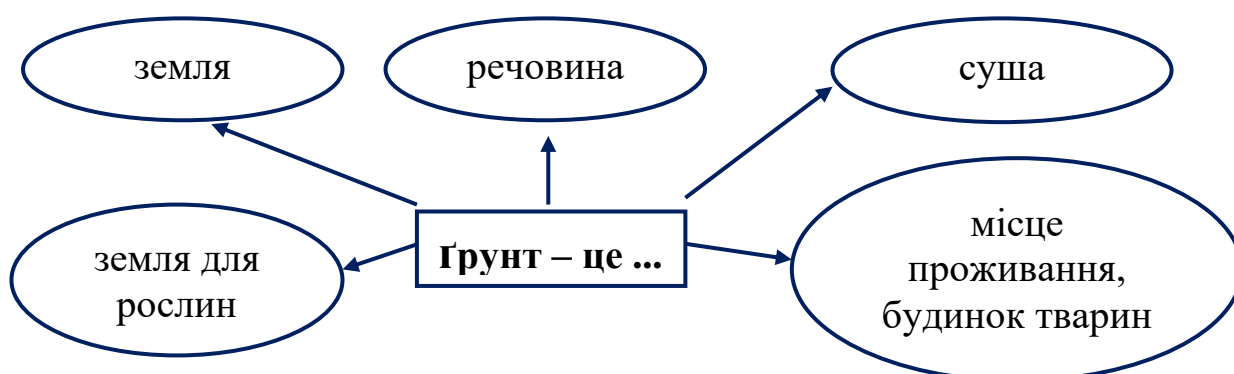 земля
речовина
суша
земля для
рослин
Ґрунт – це ...
місце
проживання,
будинок тварин